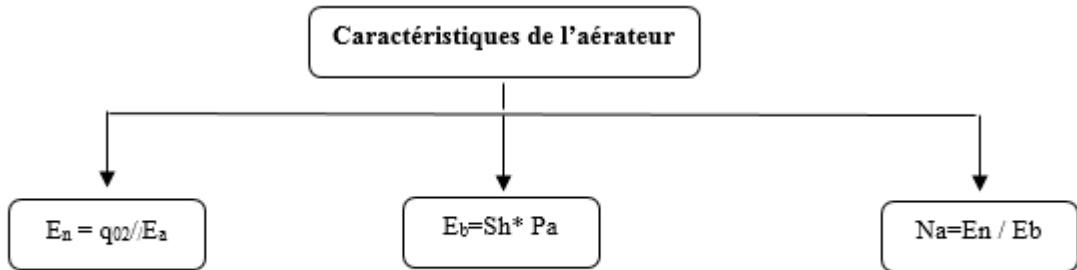 Caractéristiques de l’aérateur
En = q02//Ea
Eb=Sh* Pa
Na=En / Eb